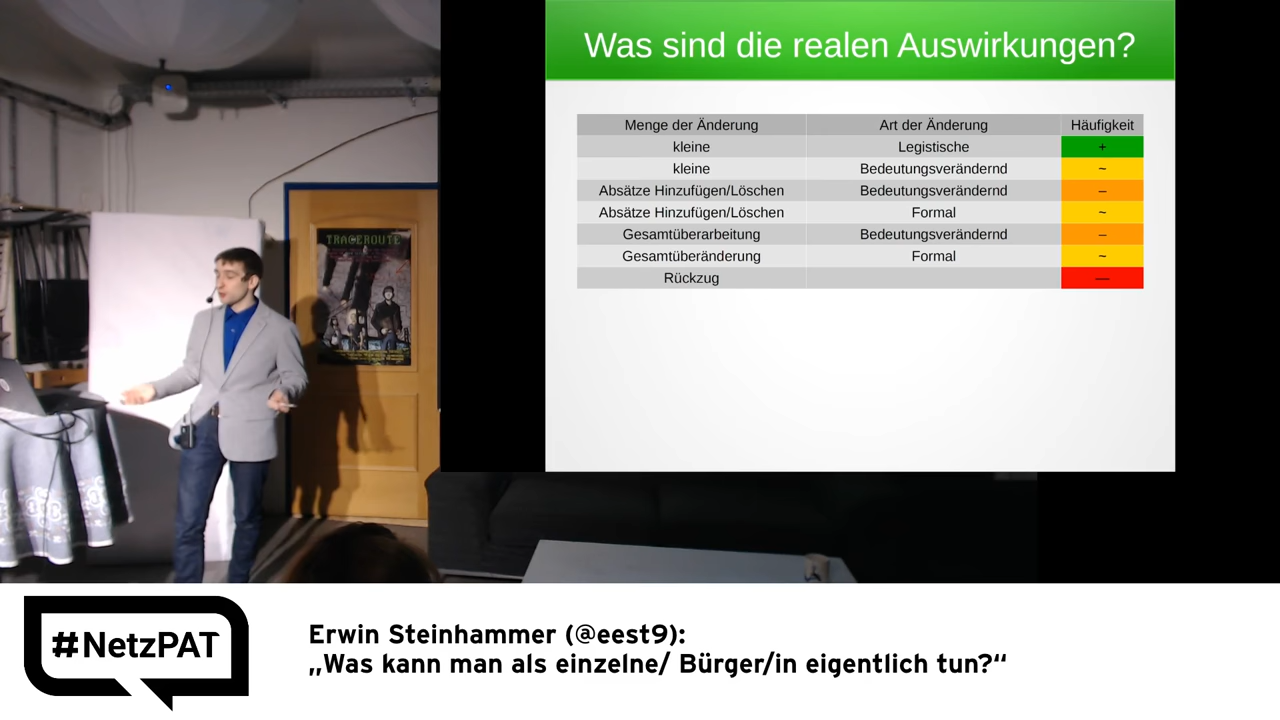 Was sind die realen Auswirkungen?
Menge der Änderung Art der Änderung Häufigkeit
kleine Legistische +
kleine Bedeutungsverändernd ~
Absätze Hinzufügen/Löschen Bedeutungsverändernd –
Absätze Hinzufügen/Löschen Formal ~
Gesamtüberarbeitung Bedeutungsverändernd –
Gesamtüberänderung Formal ~
Rückzug —
TRACEROUTE
#NetzPAT
Erwin Steinhammer (@eest9):
„Was kann man als einzelne/ Bürger/in eigentlich tun?“